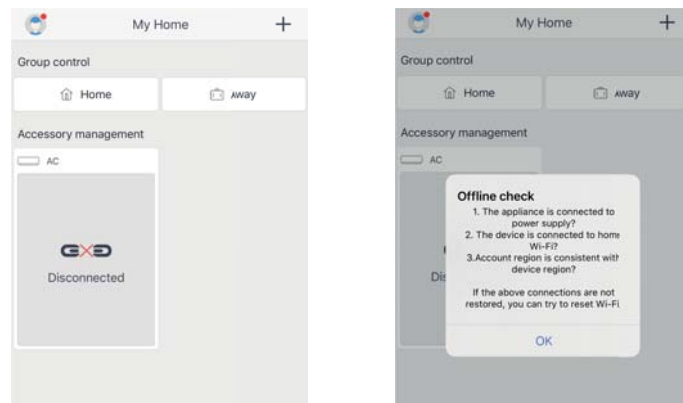 My Home
+
Group control
Home
Away
Accessory management
AC
Disconnected
My Home
+
Group control
Home
Away
Accessory management
AC
Offline check
1. The appliance is connected to
power supply?
2. The device is connected to home
Wi-Fi?
3.Account region is consistent with
device region?
Dis
If the above connections are not
restored, you can try to reset Wi-Fi
OK